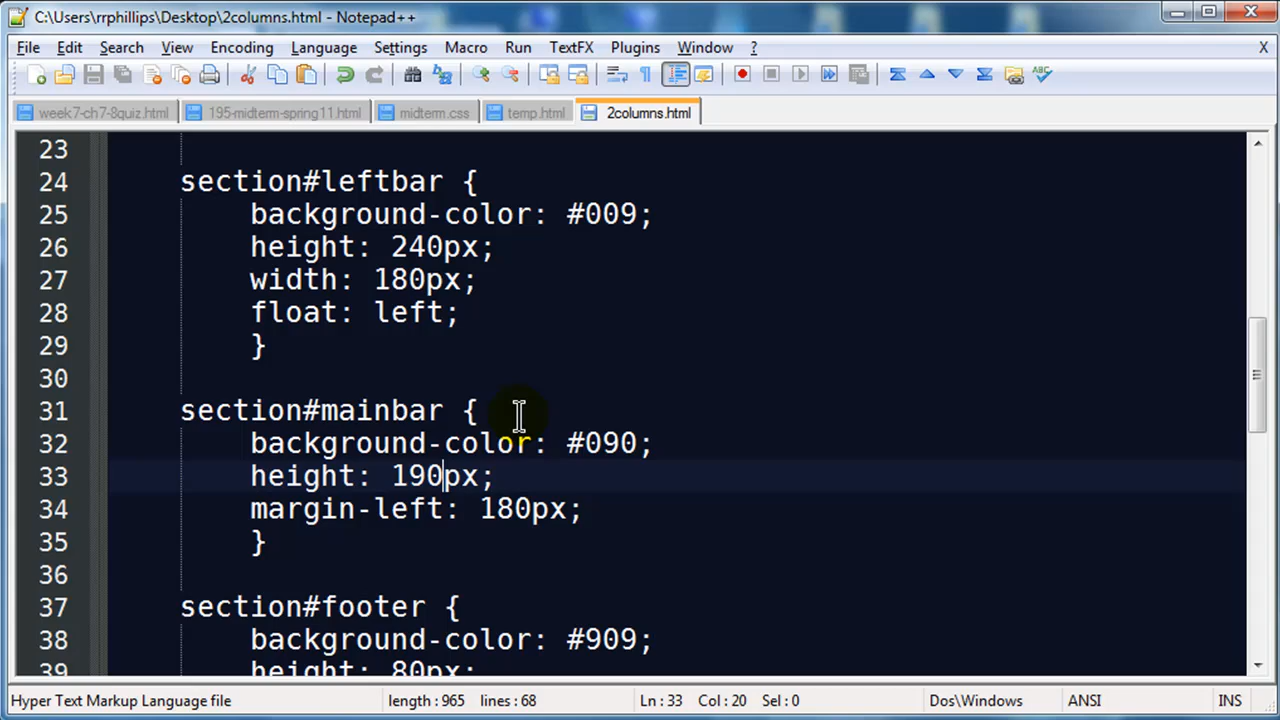 C:\Users\rrphillips\Desktop\2columns.html - Notepad++
File Edit Search View Encoding Language Settings Macro Run TextFX Plugins Window ? X
week7-ch7-8quiz.html 195-midterm-spring11.html midterm.css temp.html 2columns.html
23
24 section#leftbar {
25 background-color: #009;
26 height: 240px;
27 width: 180px;
28 float: left;
29 }
30
31 section#mainbar {
32 background-color: #090;
33 height: 190px;
34 margin-left: 180px;
35 }
36
37 section#footer {
38 background-color: #909;
39 height: 80px;
Hyper Text Markup Language file length : 965 lines : 68 Ln : 33 Col : 20 Sel : 0 Dos\Windows ANSI INS